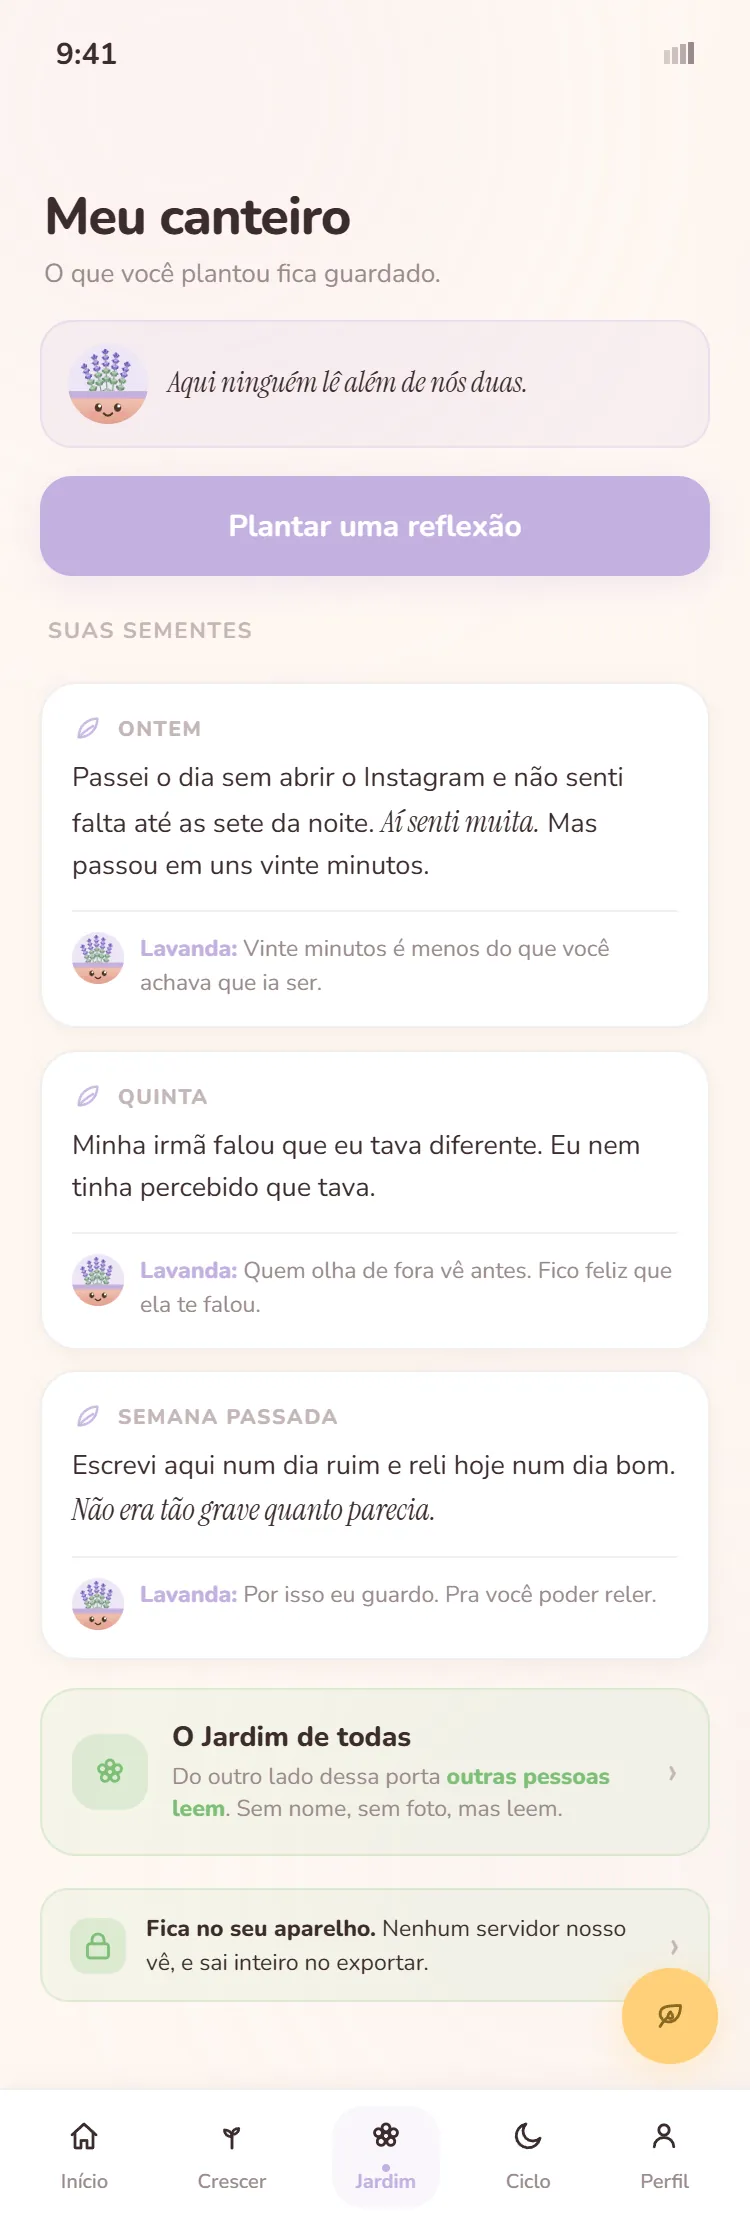 9:41
Meu canteiro
O que você plantou fica guardado.
Aqui ninguém lê além de nós duas.
Plantar uma reflexão
SUAS SEMENTES
ONTEM
Passei o dia sem abrir o Instagram e não senti
falta até as sete da noite. Aí senti muita. Mas
passou em uns vinte minutos.
Lavanda: Vinte minutos é menos do que você
achava que ia ser.
QUINTA
Minha irmã falou que eu tava diferente. Eu nem
tinha percebido que tava.
Lavanda: Quem olha de fora vê antes. Fico feliz que
ela te falou.
SEMANA PASSADA
Escrevi aqui num dia ruim e reli hoje num dia bom.
Não era tão grave quanto parecia.
Lavanda: Por isso eu guardo. Pra você poder reler.
O Jardim de todas
Do outro lado dessa porta outras pessoas
leem. Sem nome, sem foto, mas leem.
Fica no seu aparelho. Nenhum servidor nosso
vê, e sai inteiro no exportar.
Início
Crescer
Jardim
Ciclo
Perfil